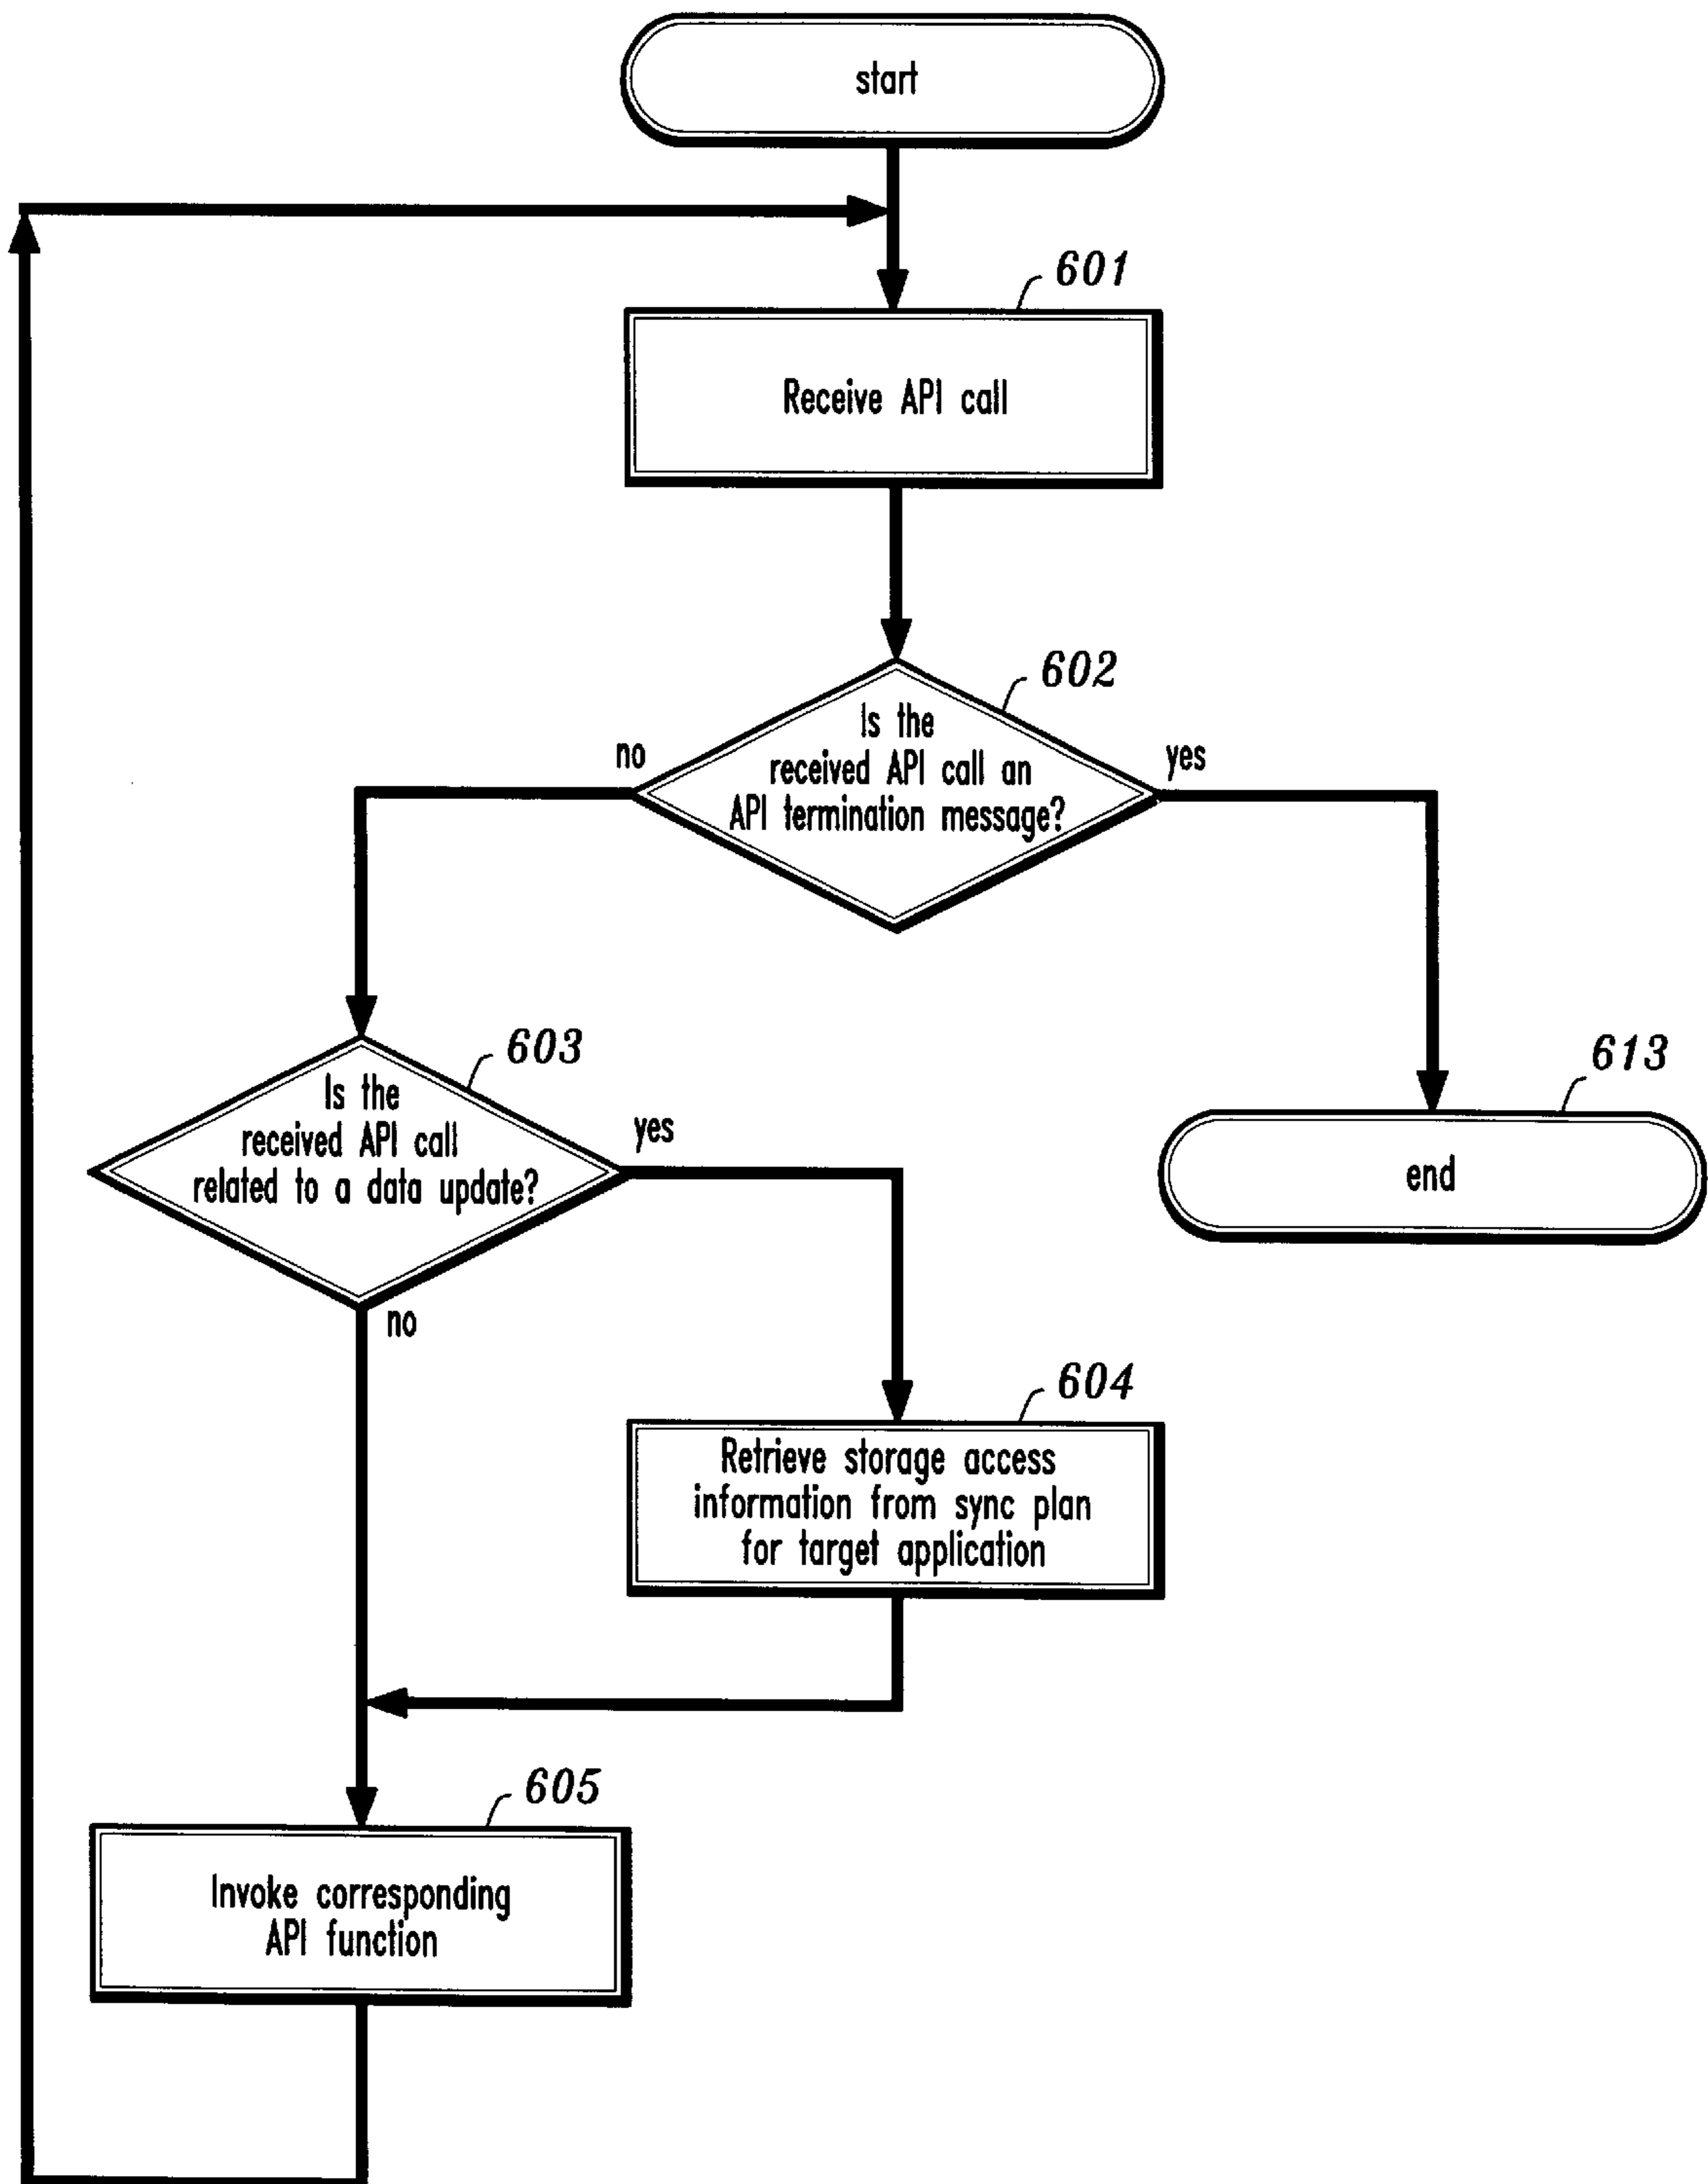 start
601
Receive API call
602
Is the
received API call an
API termination message?
no
yes
603
Is the
received API call
related to a data update?
yes
no
613
end
604
Retrieve storage access
information from sync plan
for target application
605
Invoke corresponding
API function